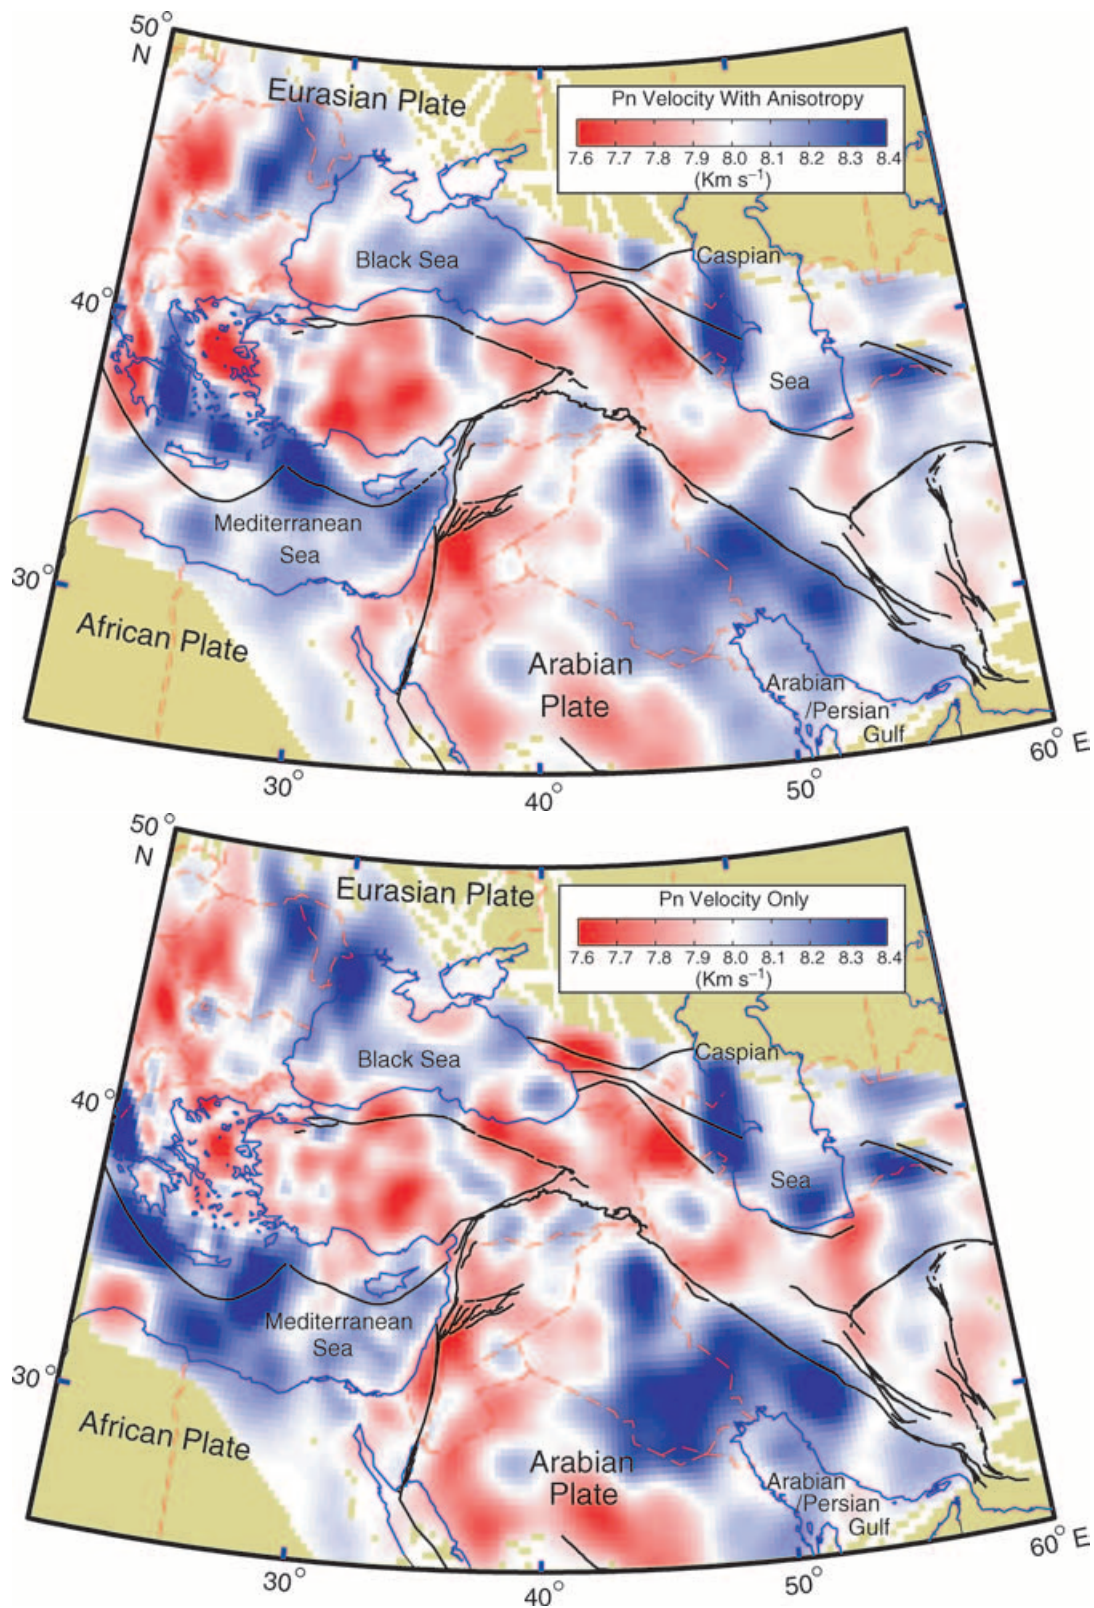 50°
N
Eurasian Plate
Pn Velocity With Anisotropy
7.6 7.7 7.8 7.9 8.0 8.1 8.2 8.3 8.4
(Km s⁻¹)
Black Sea
Caspian
40°
Sea
Mediterranean
Sea
30°
African Plate
Arabian
Plate
Arabian
/Persian
Gulf
60° E
30°
40°
50°
50°
N
Eurasian Plate
Pn Velocity Only
7.6 7.7 7.8 7.9 8.0 8.1 8.2 8.3 8.4
(Km s⁻¹)
Black Sea
Caspian
40°
Sea
Mediterranean
Sea
30°
African Plate
Arabian
Plate
Arabian
/Persian
Gulf
60° E
30°
40°
50°